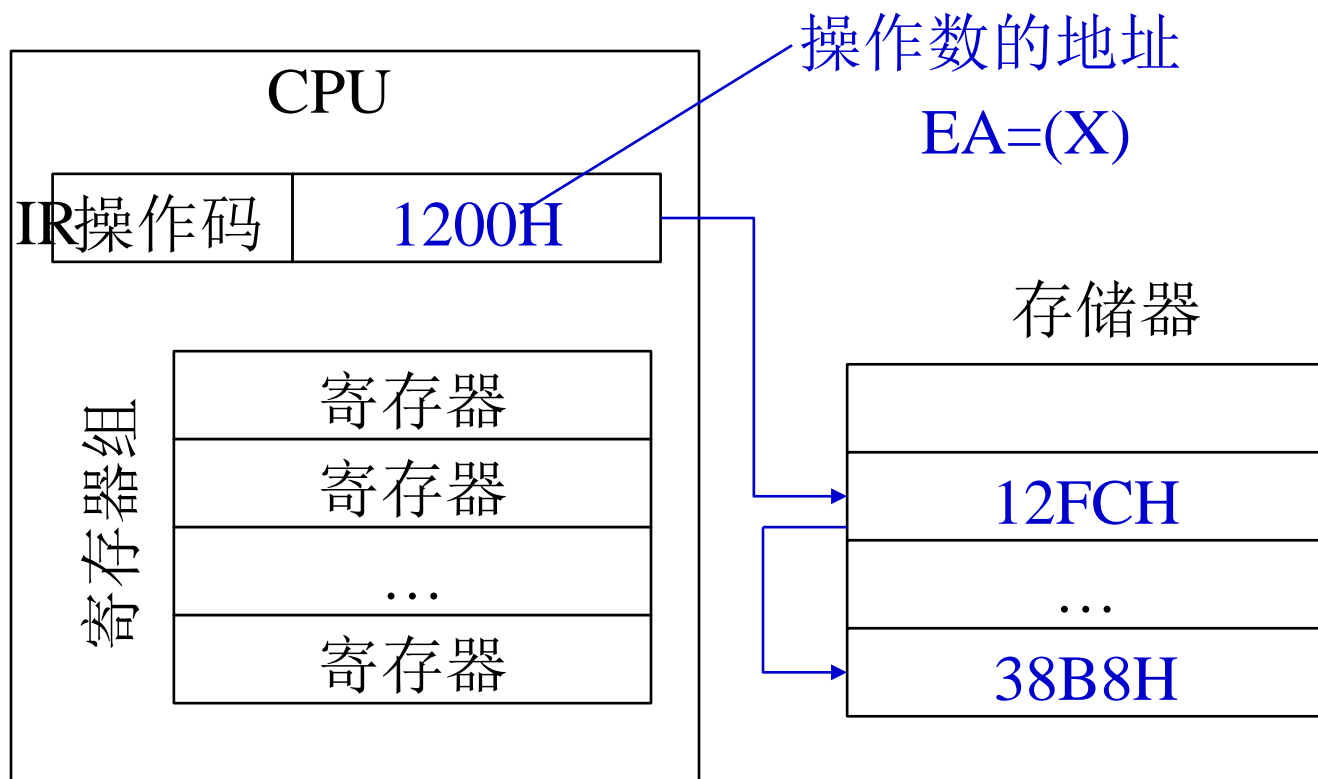 操作数的地址
CPU
EA=(X)
IR操作码 1200H
存储器
寄存器组
寄存器
寄存器
…
寄存器
12FCH
…
38B8H